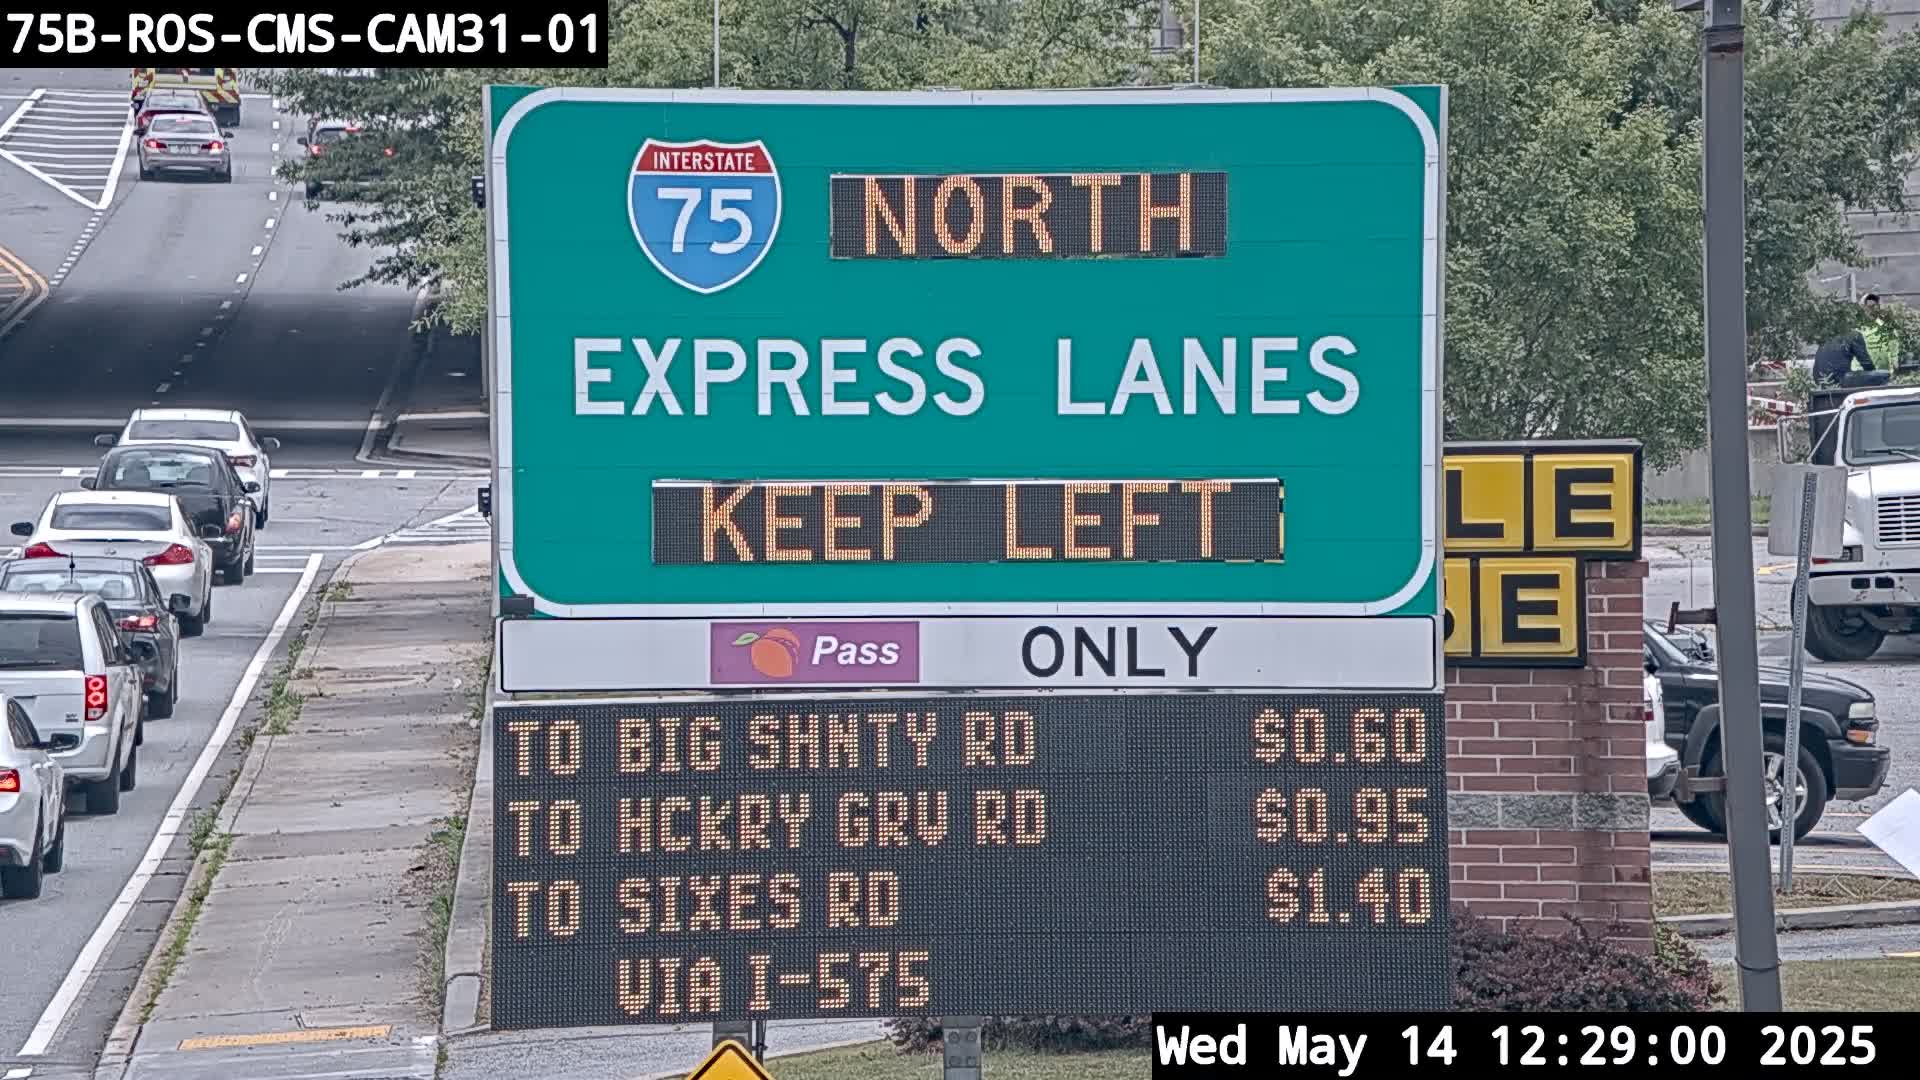 75B-ROS-CMS-CAM31-01
INTERSTATE
75
NORTH
EXPRESS LANES
KEEP LEFT
Pass ONLY
TO BIG SHNTY RD $0.60
TO HCKRY GRV RD $0.95
TO SIXES RD $1.40
VIA I-575
LE
E
Wed May 14 12:29:00 2025